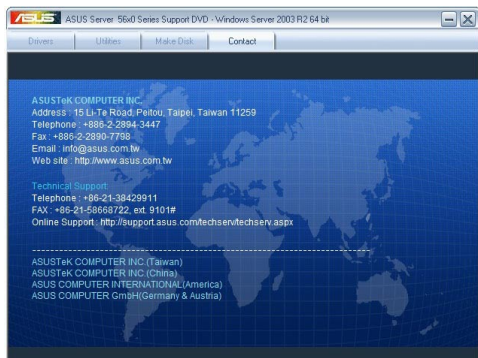 ASUS ASUS Server 56x0 Series Support DVD - Windows Server 2003 R2 64 bit
Drivers Utilities Make Disk Contact
ASUSTeK COMPUTER INC.
Address : 15 Li-Te Road, Peitou, Taipei, Taiwan 11259
Telephone : +886-2-2894-3447
Fax : +886-2-2890-7798
Email : info@asus.com.tw
Web site : http://www.asus.com.tw
Technical Support:
Telephone : +86-21-38429911
FAX : +86-21-58668722, ext. 9101#
Online Support : http://support.asus.com/techserv/techserv.aspx
ASUSTeK COMPUTER INC.(Taiwan)
ASUSTeK COMPUTER INC.(China)
ASUS COMPUTER INTERNATIONAL(America)
ASUS COMPUTER GmbH(Germany & Austria)